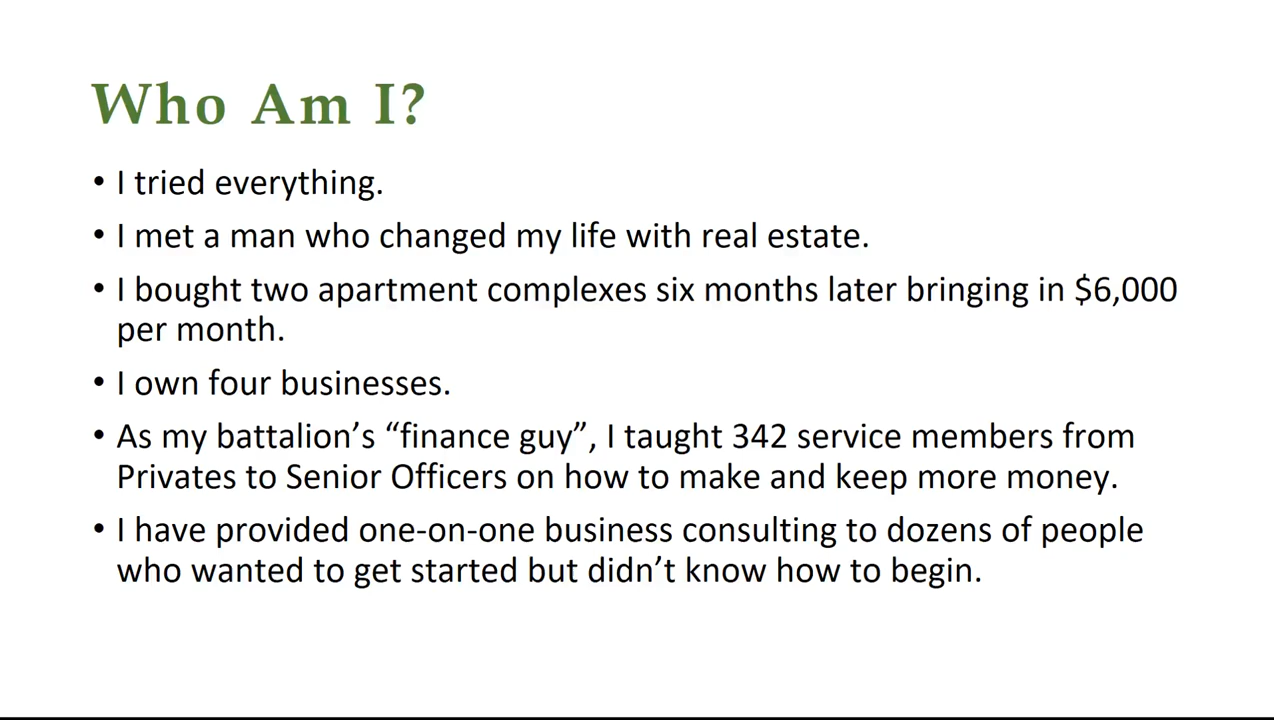 Who Am I?
• I tried everything.
• I met a man who changed my life with real estate.
• I bought two apartment complexes six months later bringing in $6,000
per month.
• I own four businesses.
• As my battalion’s “finance guy”, I taught 342 service members from
Privates to Senior Officers on how to make and keep more money.
• I have provided one-on-one business consulting to dozens of people
who wanted to get started but didn’t know how to begin.